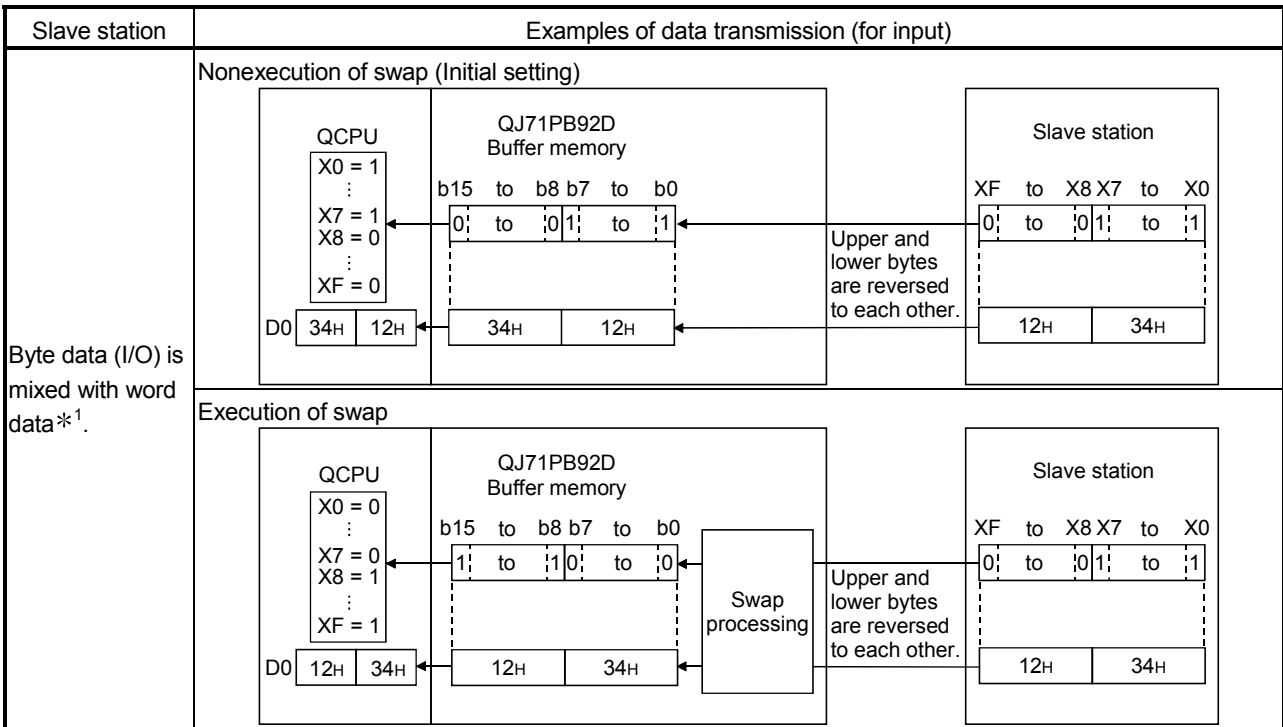 Slave station
Examples of data transmission (for input)
Byte data (I/O) is
mixed with word
data*1.
Nonexecution of swap (Initial setting)
QCPU
X0 = 1
⋮
X7 = 1
X8 = 0
⋮
XF = 0
D0 34H 12H
QJ71PB92D
Buffer memory
b15 to b8 b7 to b0
0 to 0 1 to 1
34H 12H
Upper and
lower bytes
are reversed
to each other.
Slave station
XF to X8 X7 to X0
0 to 0 1 to 1
12H 34H
Execution of swap
QCPU
X0 = 0
⋮
X7 = 0
X8 = 1
⋮
XF = 1
D0 12H 34H
QJ71PB92D
Buffer memory
b15 to b8 b7 to b0
1 to 1 0 to 0
12H 34H
Swap
processing
Upper and
lower bytes
are reversed
to each other.
Slave station
XF to X8 X7 to X0
0 to 0 1 to 1
12H 34H